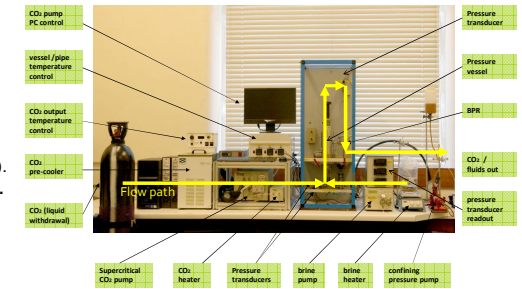 CO₂ pump
PC control
vessel/pipe
temperature
control
CO₂ output
temperature
control
CO₂
pre-cooler
CO₂ (liquid
withdrawal)
).
.
Flow path
Pressure
transducer
Pressure
vessel
BPR
CO₂ /
fluids out
pressure
transducer
readout
Supercritical
CO₂ pump
CO₂
heater
Pressure
transducers
brine
pump
brine
heater
confining
pressure pump